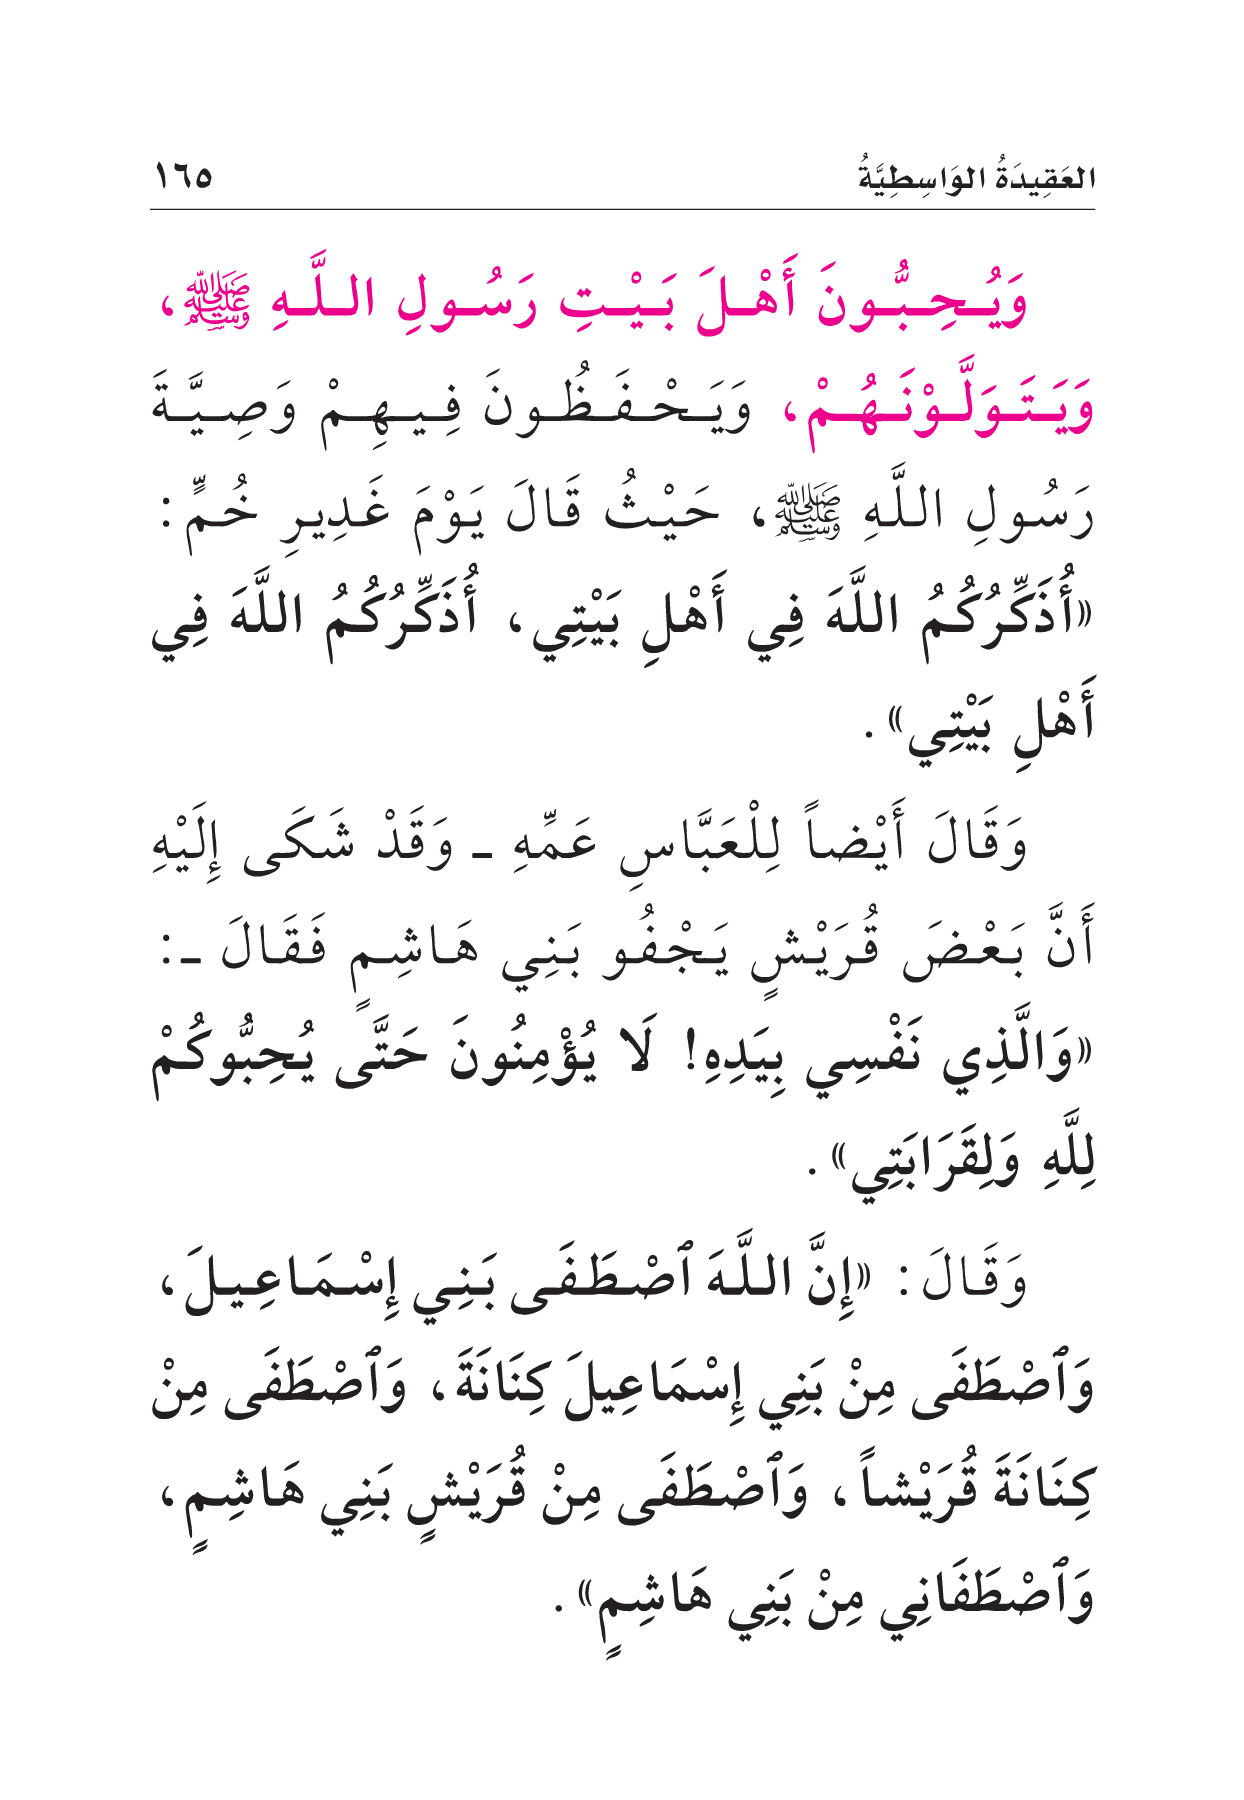 العَقِيدَةُ الوَاسِطِيَّةُ ١٦٥
وَيُحِبُّونَ أَهْلَ بَيْتِ رَسُولِ اللَّهِ ﷺ،
وَيَتَوَلَّوْنَهُمْ، وَيَحْفَظُونَ فِيهِمْ وَصِيَّةَ
رَسُولِ اللَّهِ ﷺ، حَيْثُ قَالَ يَوْمَ غَدِيرِ خُمٍّ:
«أُذَكِّرُكُمُ اللَّهَ فِي أَهْلِ بَيْتِي، أُذَكِّرُكُمُ اللَّهَ فِي
أَهْلِ بَيْتِي».
وَقَالَ أَيْضاً لِلْعَبَّاسِ عَمِّهِ ـ وَقَدْ شَكَى إِلَيْهِ
أَنَّ بَعْضَ قُرَيْشٍ يَجْفُو بَنِي هَاشِمٍ فَقَالَ ـ:
«وَالَّذِي نَفْسِي بِيَدِهِ! لَا يُؤْمِنُونَ حَتَّى يُحِبُّوكُمْ
لِلَّهِ وَلِقَرَابَتِي».
وَقَالَ: «إِنَّ اللَّهَ ٱصْطَفَى بَنِي إِسْمَاعِيلَ،
وَٱصْطَفَى مِنْ بَنِي إِسْمَاعِيلَ كِنَانَةَ، وَٱصْطَفَى مِنْ
كِنَانَةَ قُرَيْشاً، وَٱصْطَفَى مِنْ قُرَيْشٍ بَنِي هَاشِمٍ،
وَٱصْطَفَانِي مِنْ بَنِي هَاشِمٍ».